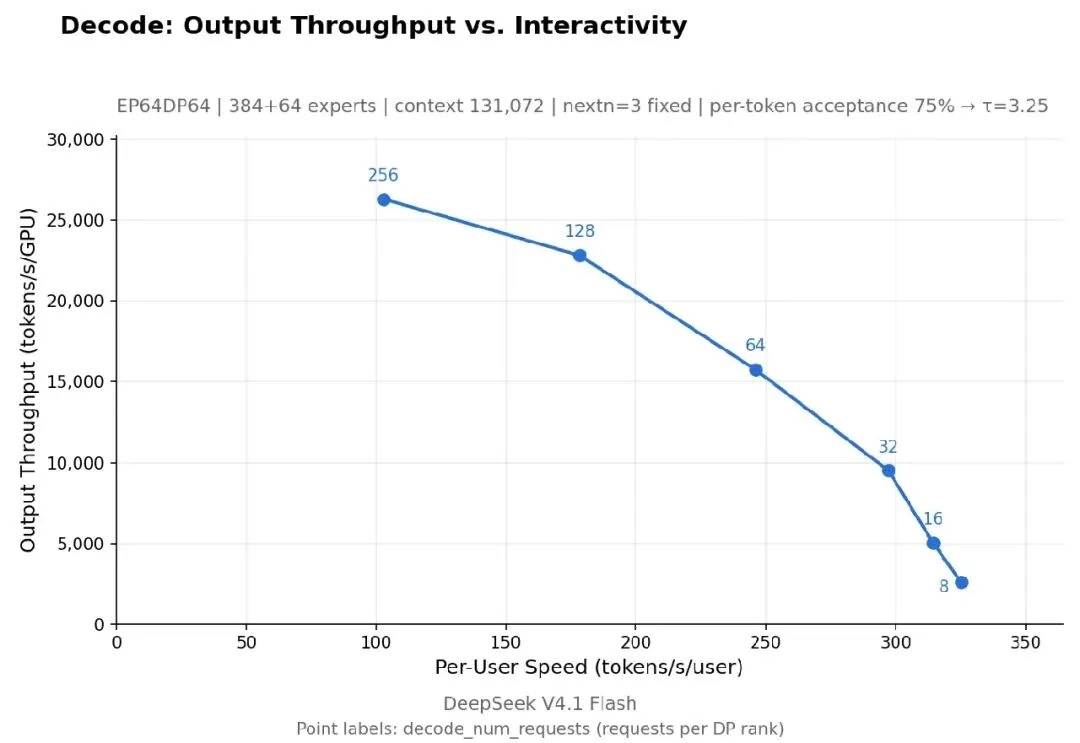 Decode: Output Throughput vs. Interactivity
EP64DP64 | 384+64 experts | context 131,072 | nextn=3 fixed | per-token acceptance 75% → τ=3.25
30,000
25,000
20,000
15,000
10,000
5,000
0
Output Throughput (tokens/s/GPU)
256
128
64
32
16
8
0 50 100 150 200 250 300 350
Per-User Speed (tokens/s/user)
DeepSeek V4.1 Flash
Point labels: decode_num_requests (requests per DP rank)